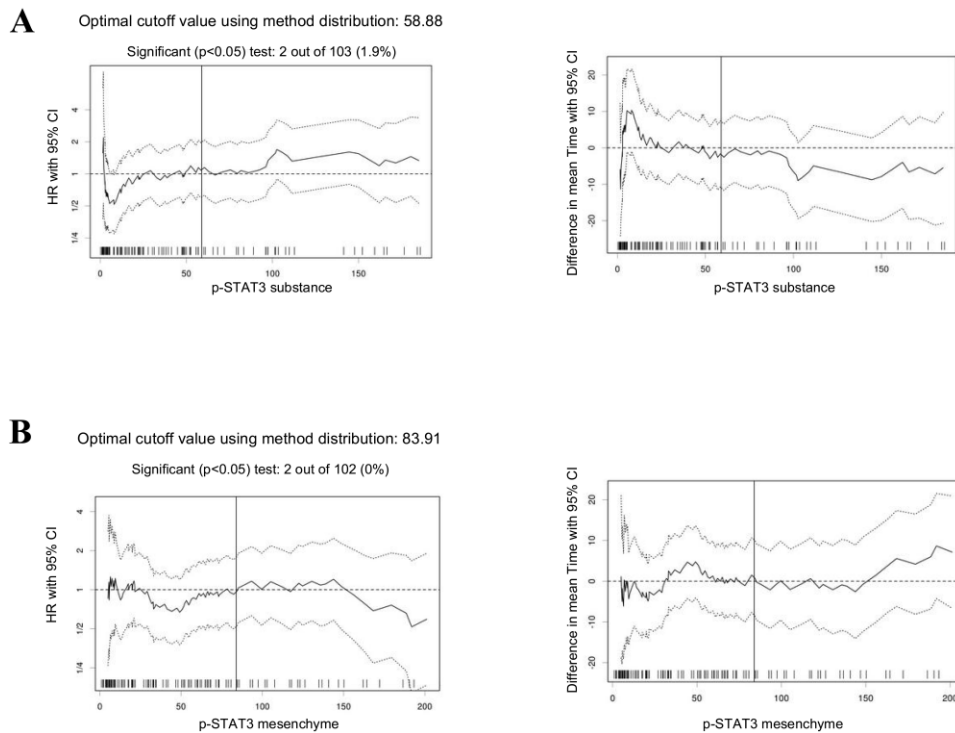 A
Optimal cutoff value using method distribution: 58.88
Significant (p<0.05) test: 2 out of 103 (1.9%)
HR with 95% CI
4
2
1
1/2
1/4
0
50
100
150
p-STAT3 substance
Difference in mean Time with 95% CI
20
10
0
-10
-20
0
50
100
150
p-STAT3 substance
B
Optimal cutoff value using method distribution: 83.91
Significant (p<0.05) test: 2 out of 102 (0%)
HR with 95% CI
4
2
1
1/2
1/4
0
50
100
150
200
p-STAT3 mesenchyme
Difference in mean Time with 95% CI
20
10
0
-10
-20
0
50
100
150
200
p-STAT3 mesenchyme